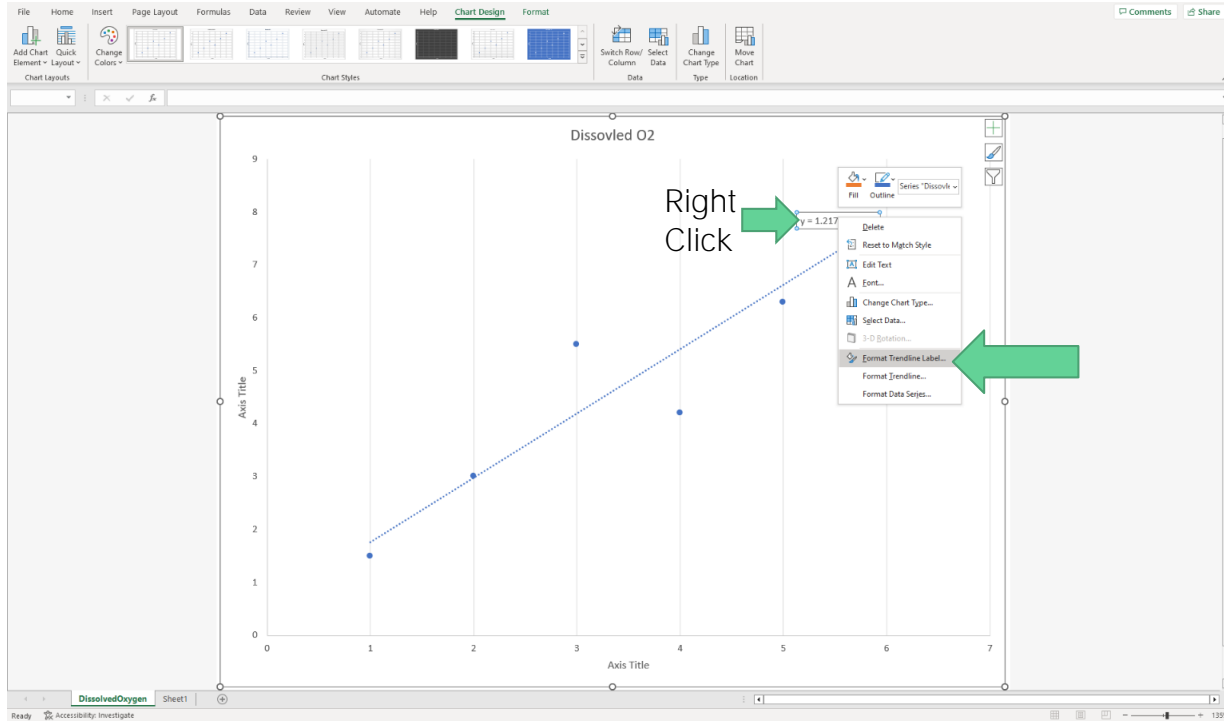 File Home Insert Page Layout Formulas Data Review View Automate Help Chart Design Format Comments Share
Add Chart Element
Quick Layout
Change Colors
Switch Row/ Column
Select Data
Change Chart Type
Move Chart
Chart Layouts Chart Styles Data Type Location
fx
Dissovled O2
Fill Outline Series "Dissovle
Right
Click
y = 1.217
Delete
Reset to Match Style
Edit Text
Font...
Change Chart Type...
Select Data...
3-D Rotation...
Format Trendline Label...
Format Trendline...
Format Data Series...
9
8
7
6
5
4
3
2
1
0
Axis Title
0 1 2 3 4 5 6 7
Axis Title
DissolvedOxygen Sheet1
Ready Accessibility: Investigate